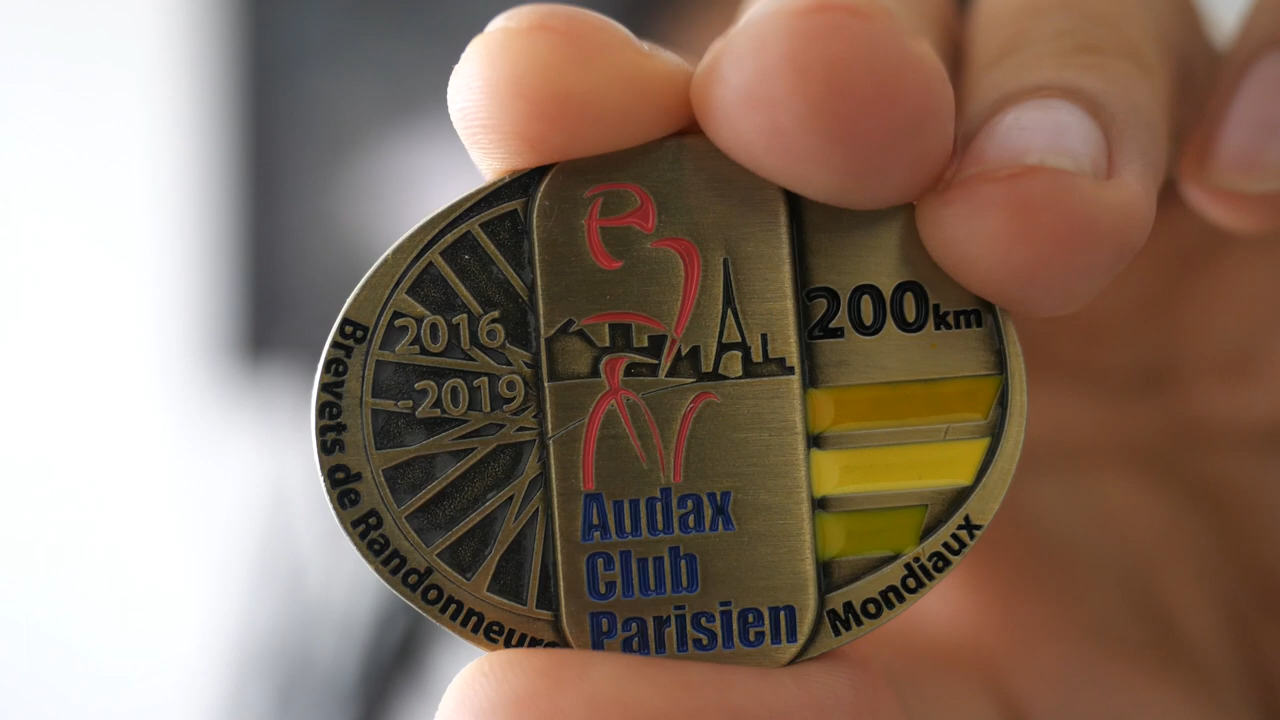 2016
-2019
Brevets de Randonneurs
Audax
Club
Parisien
200km
Mondiaux